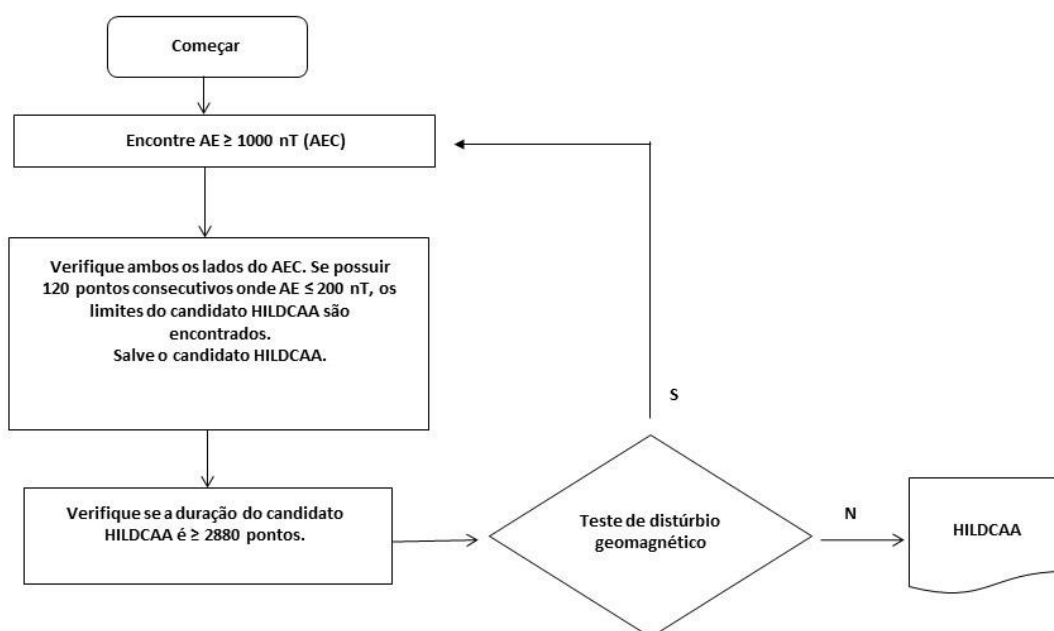 Começar
Encontre AE ≥ 1000 nT (AEC)
Verifique ambos os lados do AEC. Se possuir
120 pontos consecutivos onde AE ≤ 200 nT, os
limites do candidato HILDCAA são
encontrados.
Salve o candidato HILDCAA.
S
Verifique se a duração do candidato
HILDCAA é ≥ 2880 pontos.
Teste de distúrbio
geomagnético
N
HILDCAA